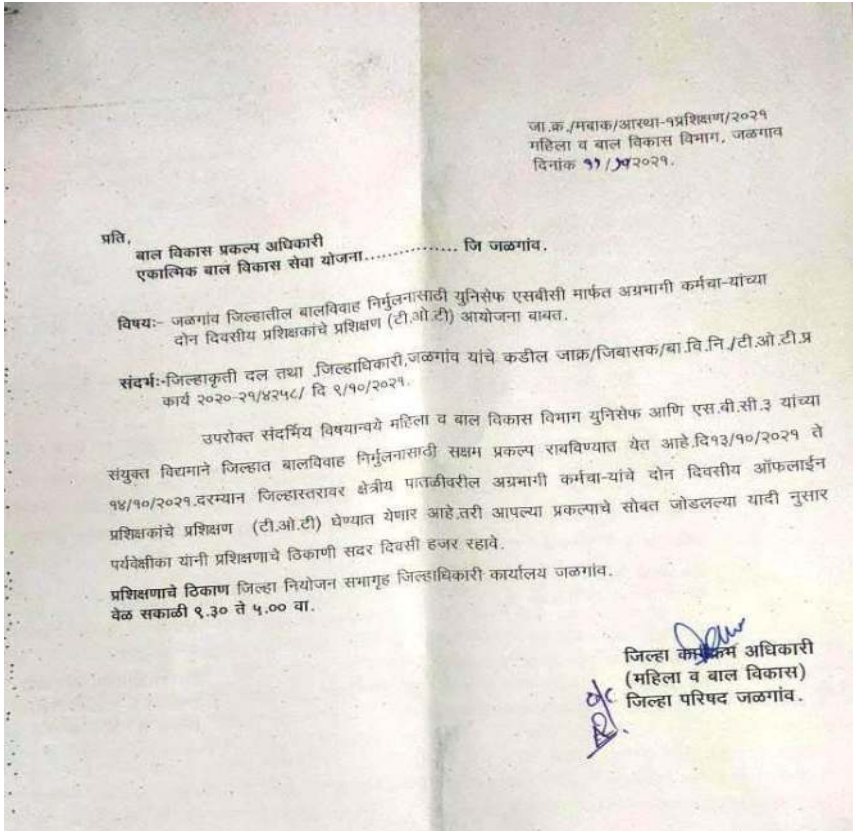 जा.क्र./मबाक/आस्था-१प्रशिक्षण/२०२१
महिला व बाल विकास विभाग, जळगाव
दिनांक ११/१०/२०२१.
प्रति,
बाल विकास प्रकल्प अधिकारी
एकात्मिक बाल विकास सेवा योजना................ जि जळगांव.
विषयः- जळगांव जिल्हातील बालविवाह निर्मुलनासाठी युनिसेफ एसबीसी मार्फत अग्रभागी कर्मचा-यांच्या
दोन दिवसीय प्रशिक्षकांचे प्रशिक्षण (टी.ओ.टी) आयोजना बाबत.
संदर्भः-जिल्हाकृती दल तथा .जिल्हाधिकारी,जळगांव यांचे कडील जाक्र/जिबासक/बा.वि.नि./टी.ओ.टी.प्र
कार्य २०२०-२१/४२५८/ दि ९/१०/२०२१.
उपरोक्त संदर्भिय विषयान्वये महिला व बाल विकास विभाग युनिसेफ आणि एस.बी.सी.३ यांच्या
संयुक्त विद्यमाने जिल्हात बालविवाह निर्मुलनासाठी सक्षम प्रकल्प राबविण्यात येत आहे.दि१३/१०/२०२१ ते
१४/१०/२०२१.दरम्यान जिल्हास्तरावर क्षेत्रीय पातळीवरील अग्रभागी कर्मचा-यांचे दोन दिवसीय ऑफलाईन
प्रशिक्षकांचे प्रशिक्षण (टी.ओ.टी) घेण्यात येणार आहे.तरी आपल्या प्रकल्पाचे सोबत जोडलल्या यादी नुसार
पर्यवेक्षीका यांनी प्रशिक्षणाचे ठिकाणी सदर दिवसी हजर रहावे.
प्रशिक्षणाचे ठिकाण जिल्हा नियोजन सभागृह जिल्हाधिकारी कार्यालय जळगांव.
वेळ सकाळी ९.३० ते ५.०० वा.
जिल्हा कार्यक्रम अधिकारी
(महिला व बाल विकास)
o/c जिल्हा परिषद जळगांव.